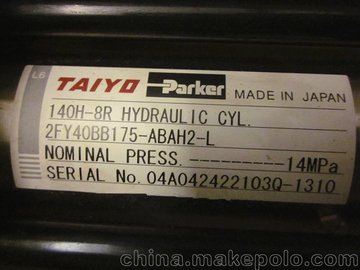 L6
TAIYO Parker MADE IN JAPAN
140H-8R HYDRAULIC CYL.
2FY40BB175-ABAH2-L
NOMINAL PRESS.----------14MPa
SERIAL No. 04A042422103Q-1310
china.makepolo.com